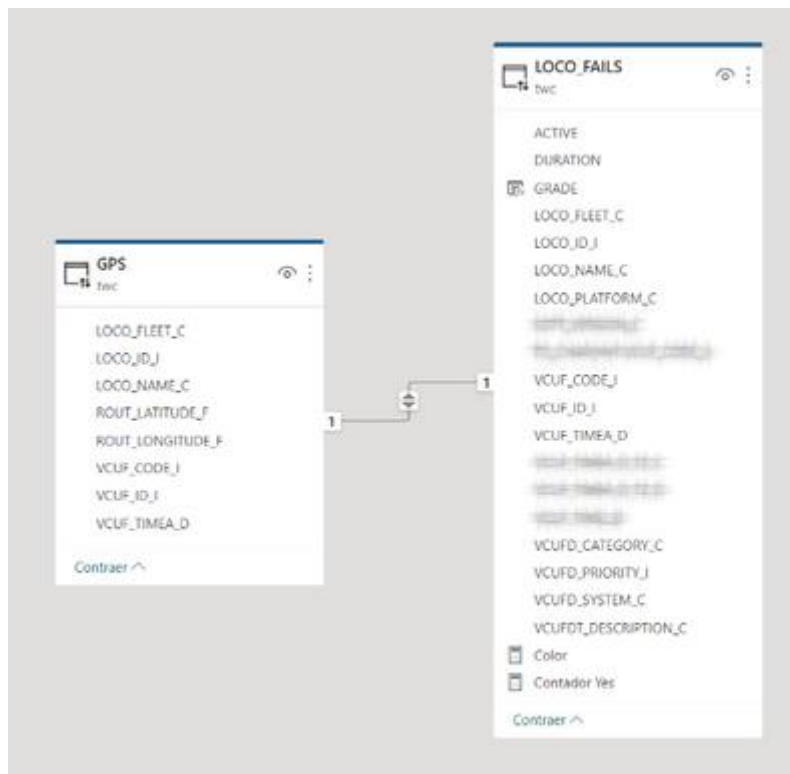 GPS
twc
LOCO_FLEET_C
LOCO_ID_I
LOCO_NAME_C
ROUT_LATITUDE_F
ROUT_LONGITUDE_F
VCUF_CODE_I
VCUF_ID_I
VCUF_TIMEA_D
Contraer
1
1
LOCO_FAILS
twc
ACTIVE
DURATION
GRADE
LOCO_FLEET_C
LOCO_ID_I
LOCO_NAME_C
LOCO_PLATFORM_C
VCUF_CODE_I
VCUF_ID_I
VCUF_TIMEA_D
VCUFD_CATEGORY_C
VCUFD_PRIORITY_I
VCUFD_SYSTEM_C
VCUFDT_DESCRIPTION_C
Color
Contador Yes
Contraer